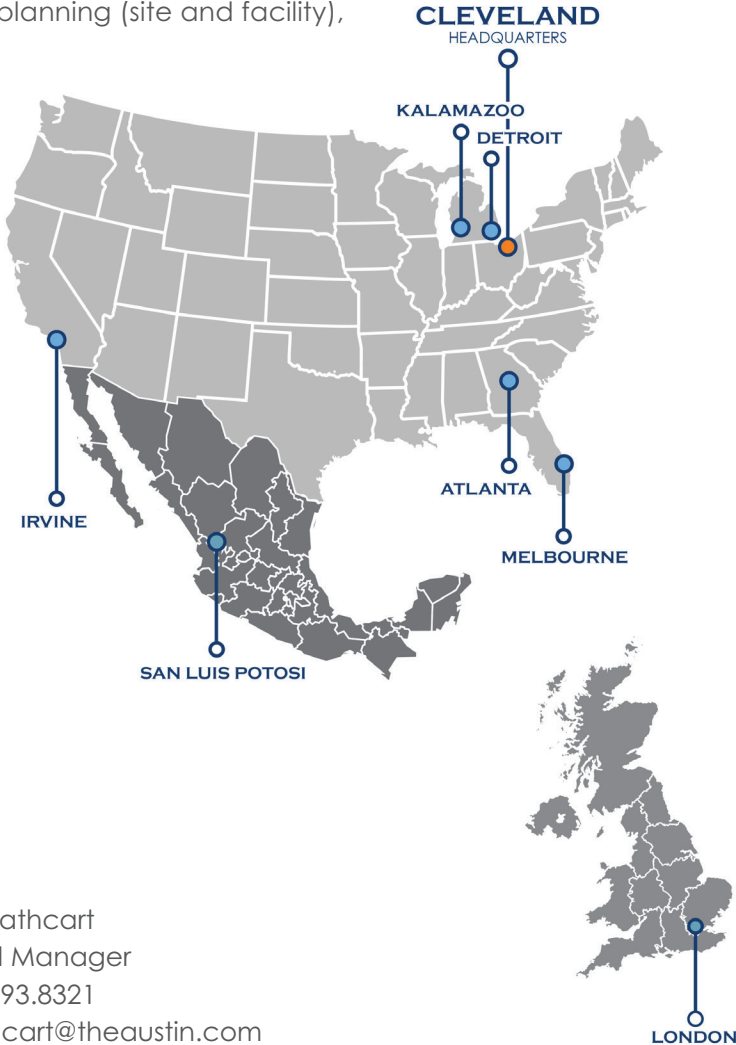 planning (site and facility),
CLEVELAND
HEADQUARTERS
KALAMAZOO
DETROIT
IRVINE
ATLANTA
MELBOURNE
SAN LUIS POTOSI
athcart
l Manager
93.8321
cart@theaustin.com
LONDON